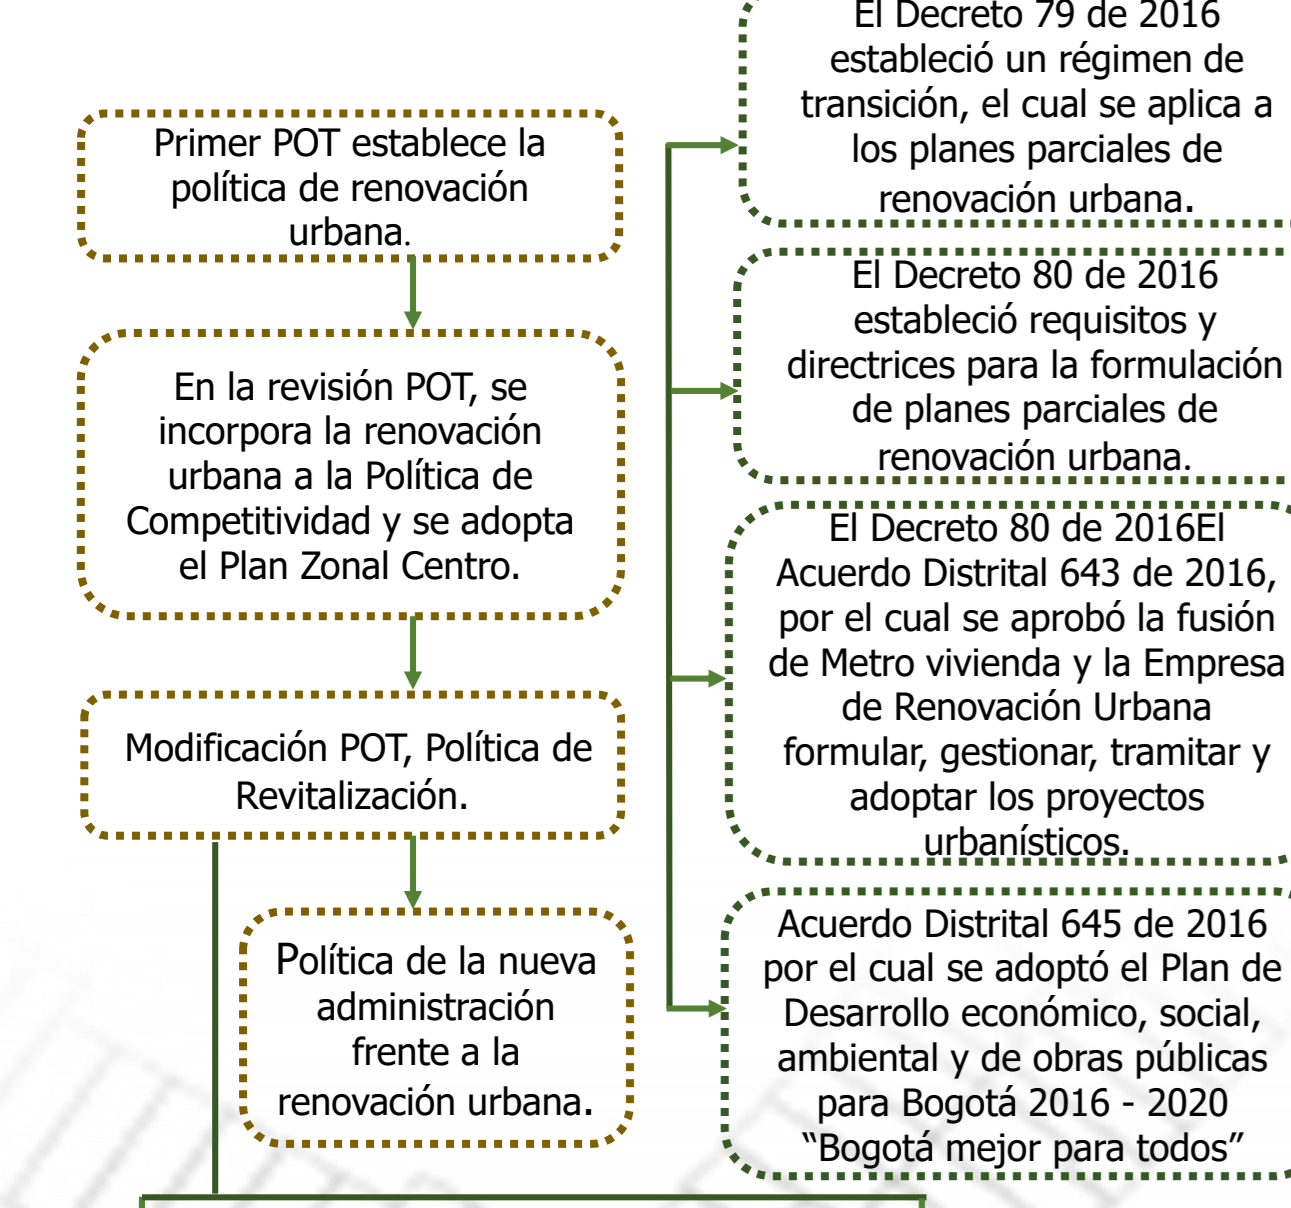 Primer POT establece la
política de renovación
urbana.
En la revisión POT, se
incorpora la renovación
urbana a la Política de
Competitividad y se adopta
el Plan Zonal Centro.
Modificación POT, Política de
Revitalización.
Política de la nueva
administración
frente a la
renovación urbana.
El Decreto 79 de 2016
estableció un régimen de
transición, el cual se aplica a
los planes parciales de
renovación urbana.
El Decreto 80 de 2016
estableció requisitos y
directrices para la formulación
de planes parciales de
renovación urbana.
El Decreto 80 de 2016El
Acuerdo Distrital 643 de 2016,
por el cual se aprobó la fusión
de Metro vivienda y la Empresa
de Renovación Urbana
formular, gestionar, tramitar y
adoptar los proyectos
urbanísticos.
Acuerdo Distrital 645 de 2016
por el cual se adoptó el Plan de
Desarrollo económico, social,
ambiental y de obras públicas
para Bogotá 2016 - 2020
“Bogotá mejor para todos”